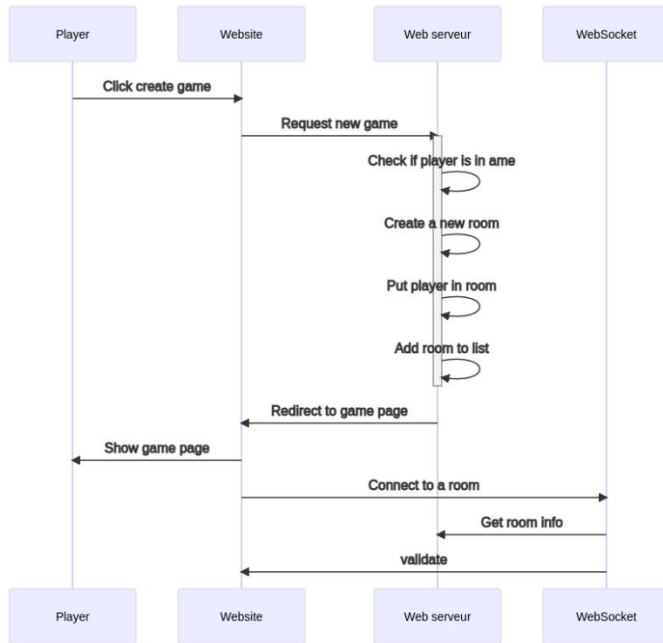 Player
Website
Web serveur
WebSocket
Click create game
Request new game
Check if player is in ame
Create a new room
Put player in room
Add room to list
Redirect to game page
Show game page
Connect to a room
Get room info
validate
Player
Website
Web serveur
WebSocket